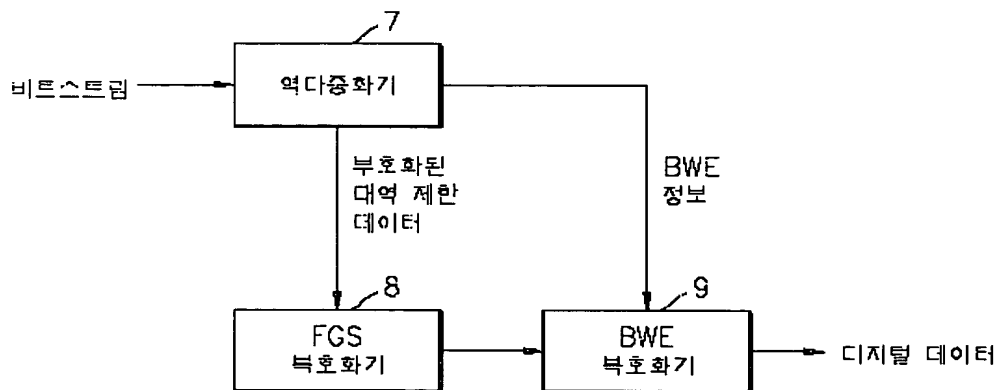 7
비트스트림
역다중화기
부호화된
대역 제한
데이터
BWE
정보
8
FGS
복호화기
9
BWE
복호화기
디지털 데이터